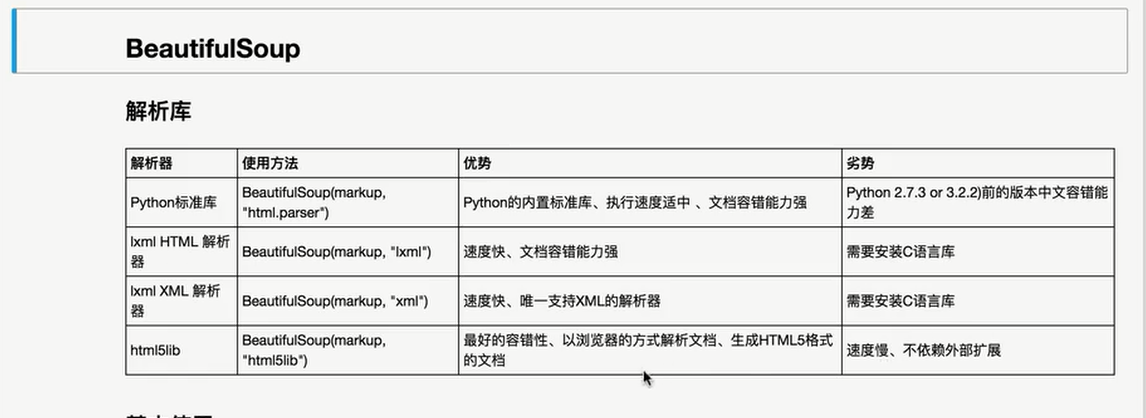 BeautifulSoup
解析库
解析器 使用方法 优势 劣势
Python标准库
BeautifulSoup(markup,
"html.parser")
Python的内置标准库、执行速度适中 、文档容错能力强
Python 2.7.3 or 3.2.2)前的版本中文容错能
力差
lxml HTML 解析
器
BeautifulSoup(markup, "lxml")
速度快、文档容错能力强
需要安装C语言库
lxml XML 解析
器
BeautifulSoup(markup, "xml")
速度快、唯一支持XML的解析器
需要安装C语言库
html5lib
BeautifulSoup(markup,
"html5lib")
最好的容错性、以浏览器的方式解析文档、生成HTML5格式
的文档
速度慢、不依赖外部扩展